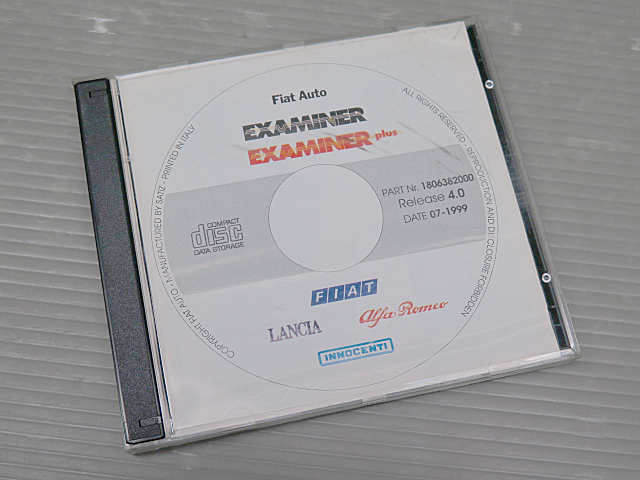 Fiat Auto
EXAMINER
EXAMINER plus
PART Nr. 1806382000
Release 4.0
DATE 07-1999
COMPACT
disc
DATA STORAGE
FIAT
LANCIA
Alfa Romeo
INNOCENTI
COPYRIGHT FIAT AUTO - MANUFACTURED BY SATIZ - PRINTED IN ITALY
ALL RIGHTS RESERVED - REPRODUCTION AND DISCLOSURE FORBIDDEN